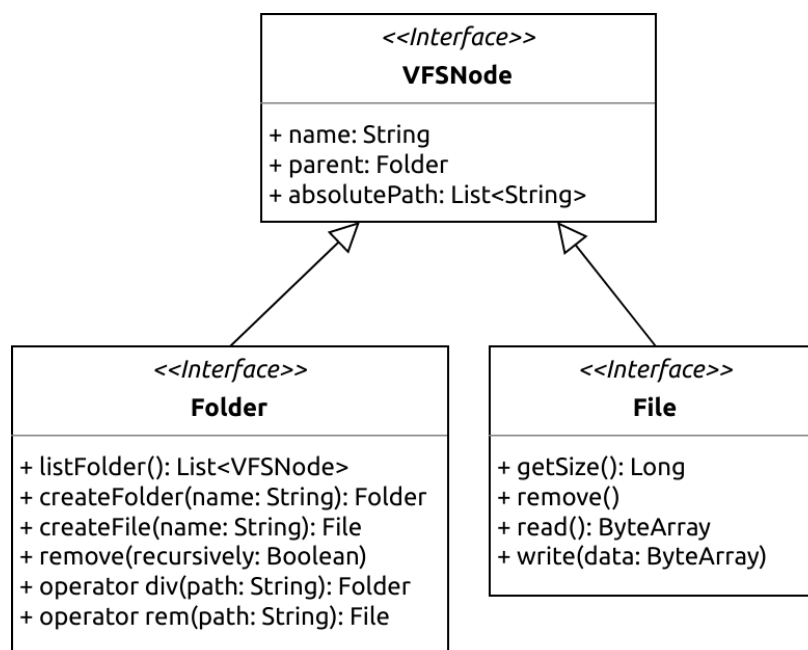 <<Interface>>
VFSNode
+ name: String
+ parent: Folder
+ absolutePath: List<String>
<<Interface>>
Folder
+ listFolder(): List<VFSNode>
+ createFolder(name: String): Folder
+ createFile(name: String): File
+ remove(recursively: Boolean)
+ operator div(path: String): Folder
+ operator rem(path: String): File
<<Interface>>
File
+ getSize(): Long
+ remove()
+ read(): ByteArray
+ write(data: ByteArray)